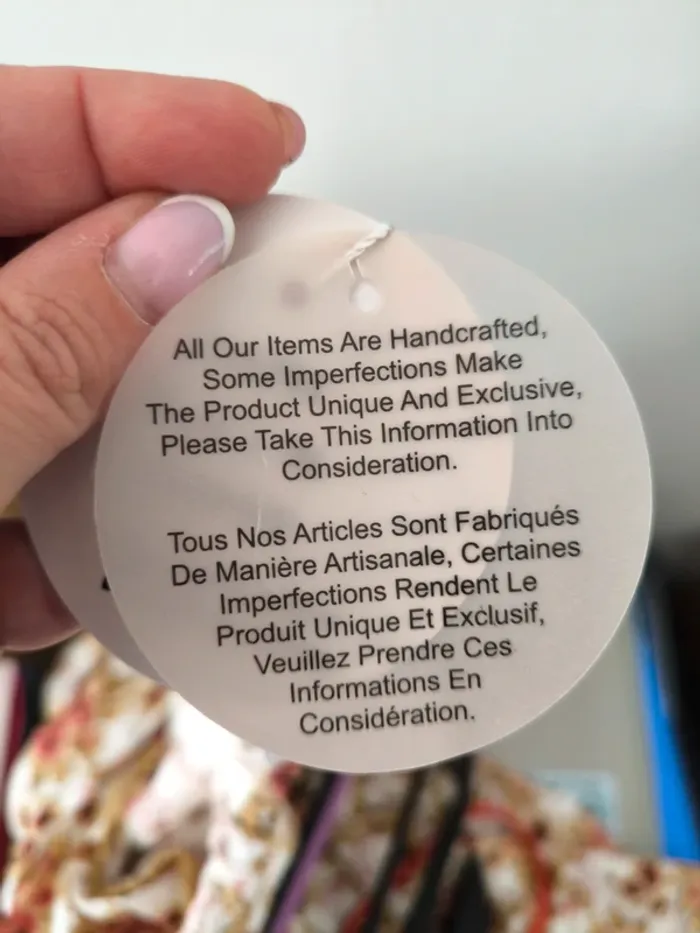 All Our Items Are Handcrafted,
Some Imperfections Make
The Product Unique And Exclusive,
Please Take This Information Into
Consideration.
Tous Nos Articles Sont Fabriqués
De Manière Artisanale, Certaines
Imperfections Rendent Le
Produit Unique Et Exclusif,
Veuillez Prendre Ces
Informations En
Considération.